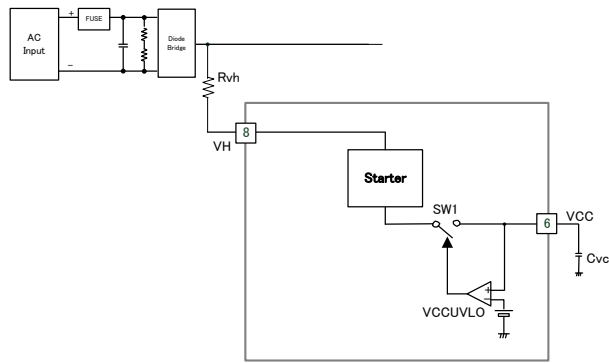 AC
Input
+
FUSE
−
Diode
Bridge
Rvh
VH
8
Starter
SW1
6
VCC
Cvc
+
−
VCCUVLO